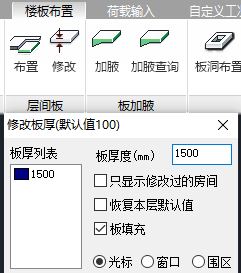 楼板布置 荷载输入 自定义工
布置 修改 加腋 加腋查询 板洞布置
层间板 板加腋
修改板厚(默认值100)
板厚列表 板厚度(mm) 1500
1500
只显示修改过的房间
恢复本层默认值
板填充
光标 窗口 围区